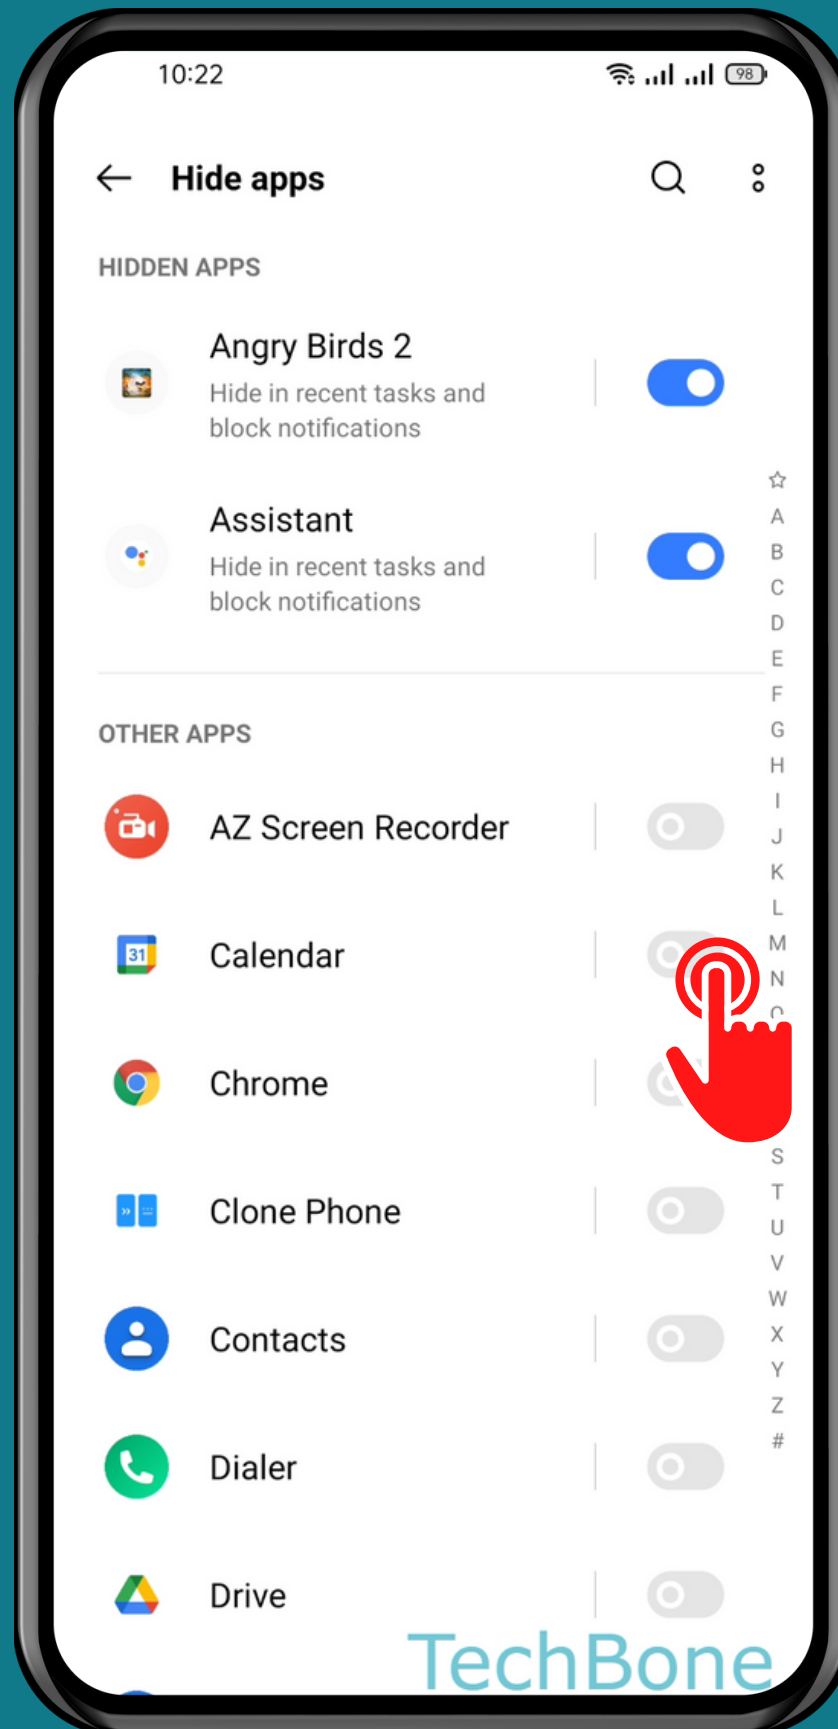 10:22
98
Hide apps
HIDDEN APPS
Angry Birds 2
Hide in recent tasks and
block notifications
Assistant
Hide in recent tasks and
block notifications
OTHER APPS
AZ Screen Recorder
31
Calendar
Chrome
Clone Phone
Contacts
Dialer
Drive
A
B
C
D
E
F
G
H
I
J
K
L
M
N
S
T
U
V
W
X
Y
Z
#
TechBone